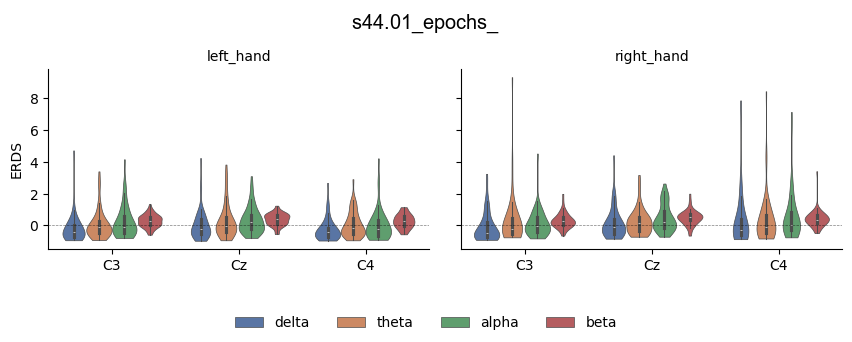 s44.01_epochs_
left_hand
right_hand
ERDS
8
6
4
2
0
C3 Cz C4
C3 Cz C4
delta theta alpha beta